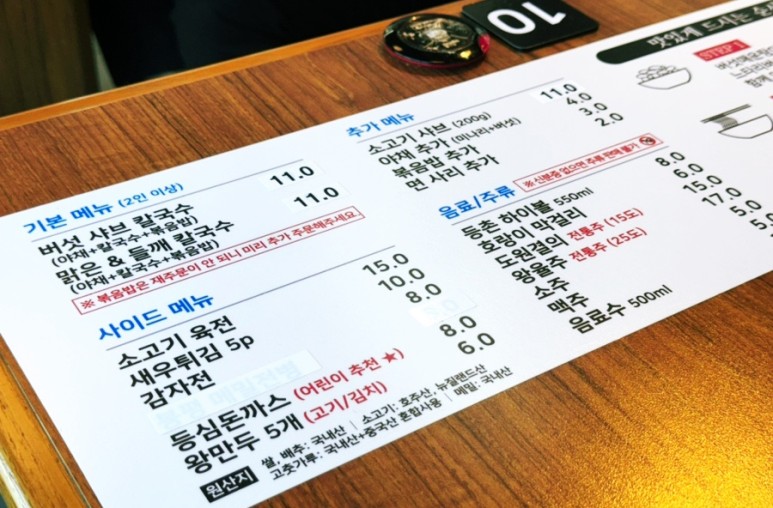 10
맛있게 드시는
STEP 1
기본 메뉴 (2인 이상)
버섯 샤브 칼국수 11.0
(야채+칼국수+볶음밥)
맑은 & 들깨 칼국수 11.0
(야채+칼국수+볶음밥)
※ 볶음밥은 재주문이 안 되니 미리 추가 주문해주세요.
사이드 메뉴
소고기 육전 15.0
새우튀김 5p 10.0
감자전 8.0
등심돈까스 (어린이 추천 ★) 8.0
왕만두 5개 (고기/김치) 6.0
원산지
쌀, 배추: 국내산 | 소고기: 호주산, 뉴질랜드산
고춧가루: 국내산+중국산 혼합사용 | 메밀: 국내산
추가 메뉴
소고기 샤브 (200g) 11.0
야채 추가 (미나리+버섯) 4.0
볶음밥 추가 3.0
면 사리 추가 2.0
음료/주류
※ 신분증 없으면 주류 판매 불가
등촌 하이볼 550ml 8.0
호랑이 막걸리 6.0
도원결의 전통주 (15도) 15.0
왕율주 전통주 (25도) 17.0
소주 5.0
맥주 5.0
음료수 500ml